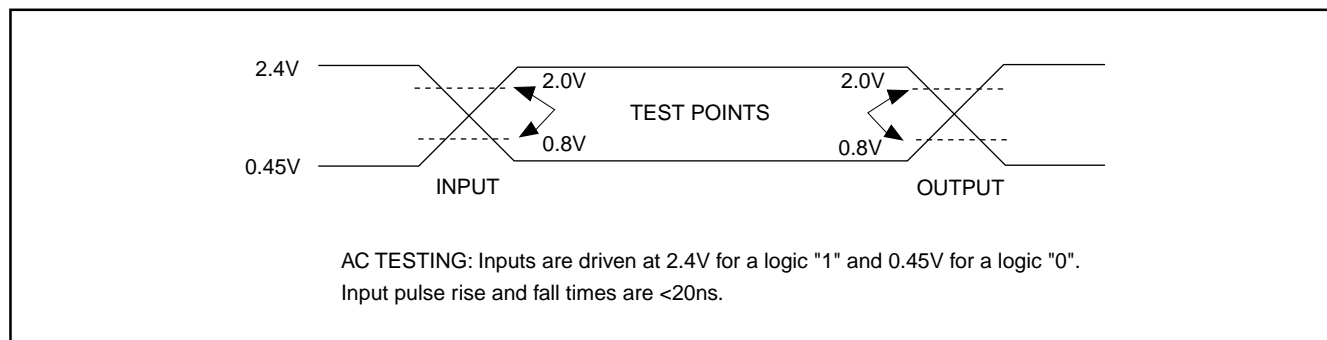 2.4V
2.0V
2.0V
TEST POINTS
0.8V
0.8V
0.45V
INPUT
OUTPUT
AC TESTING: Inputs are driven at 2.4V for a logic "1" and 0.45V for a logic "0".
Input pulse rise and fall times are <20ns.